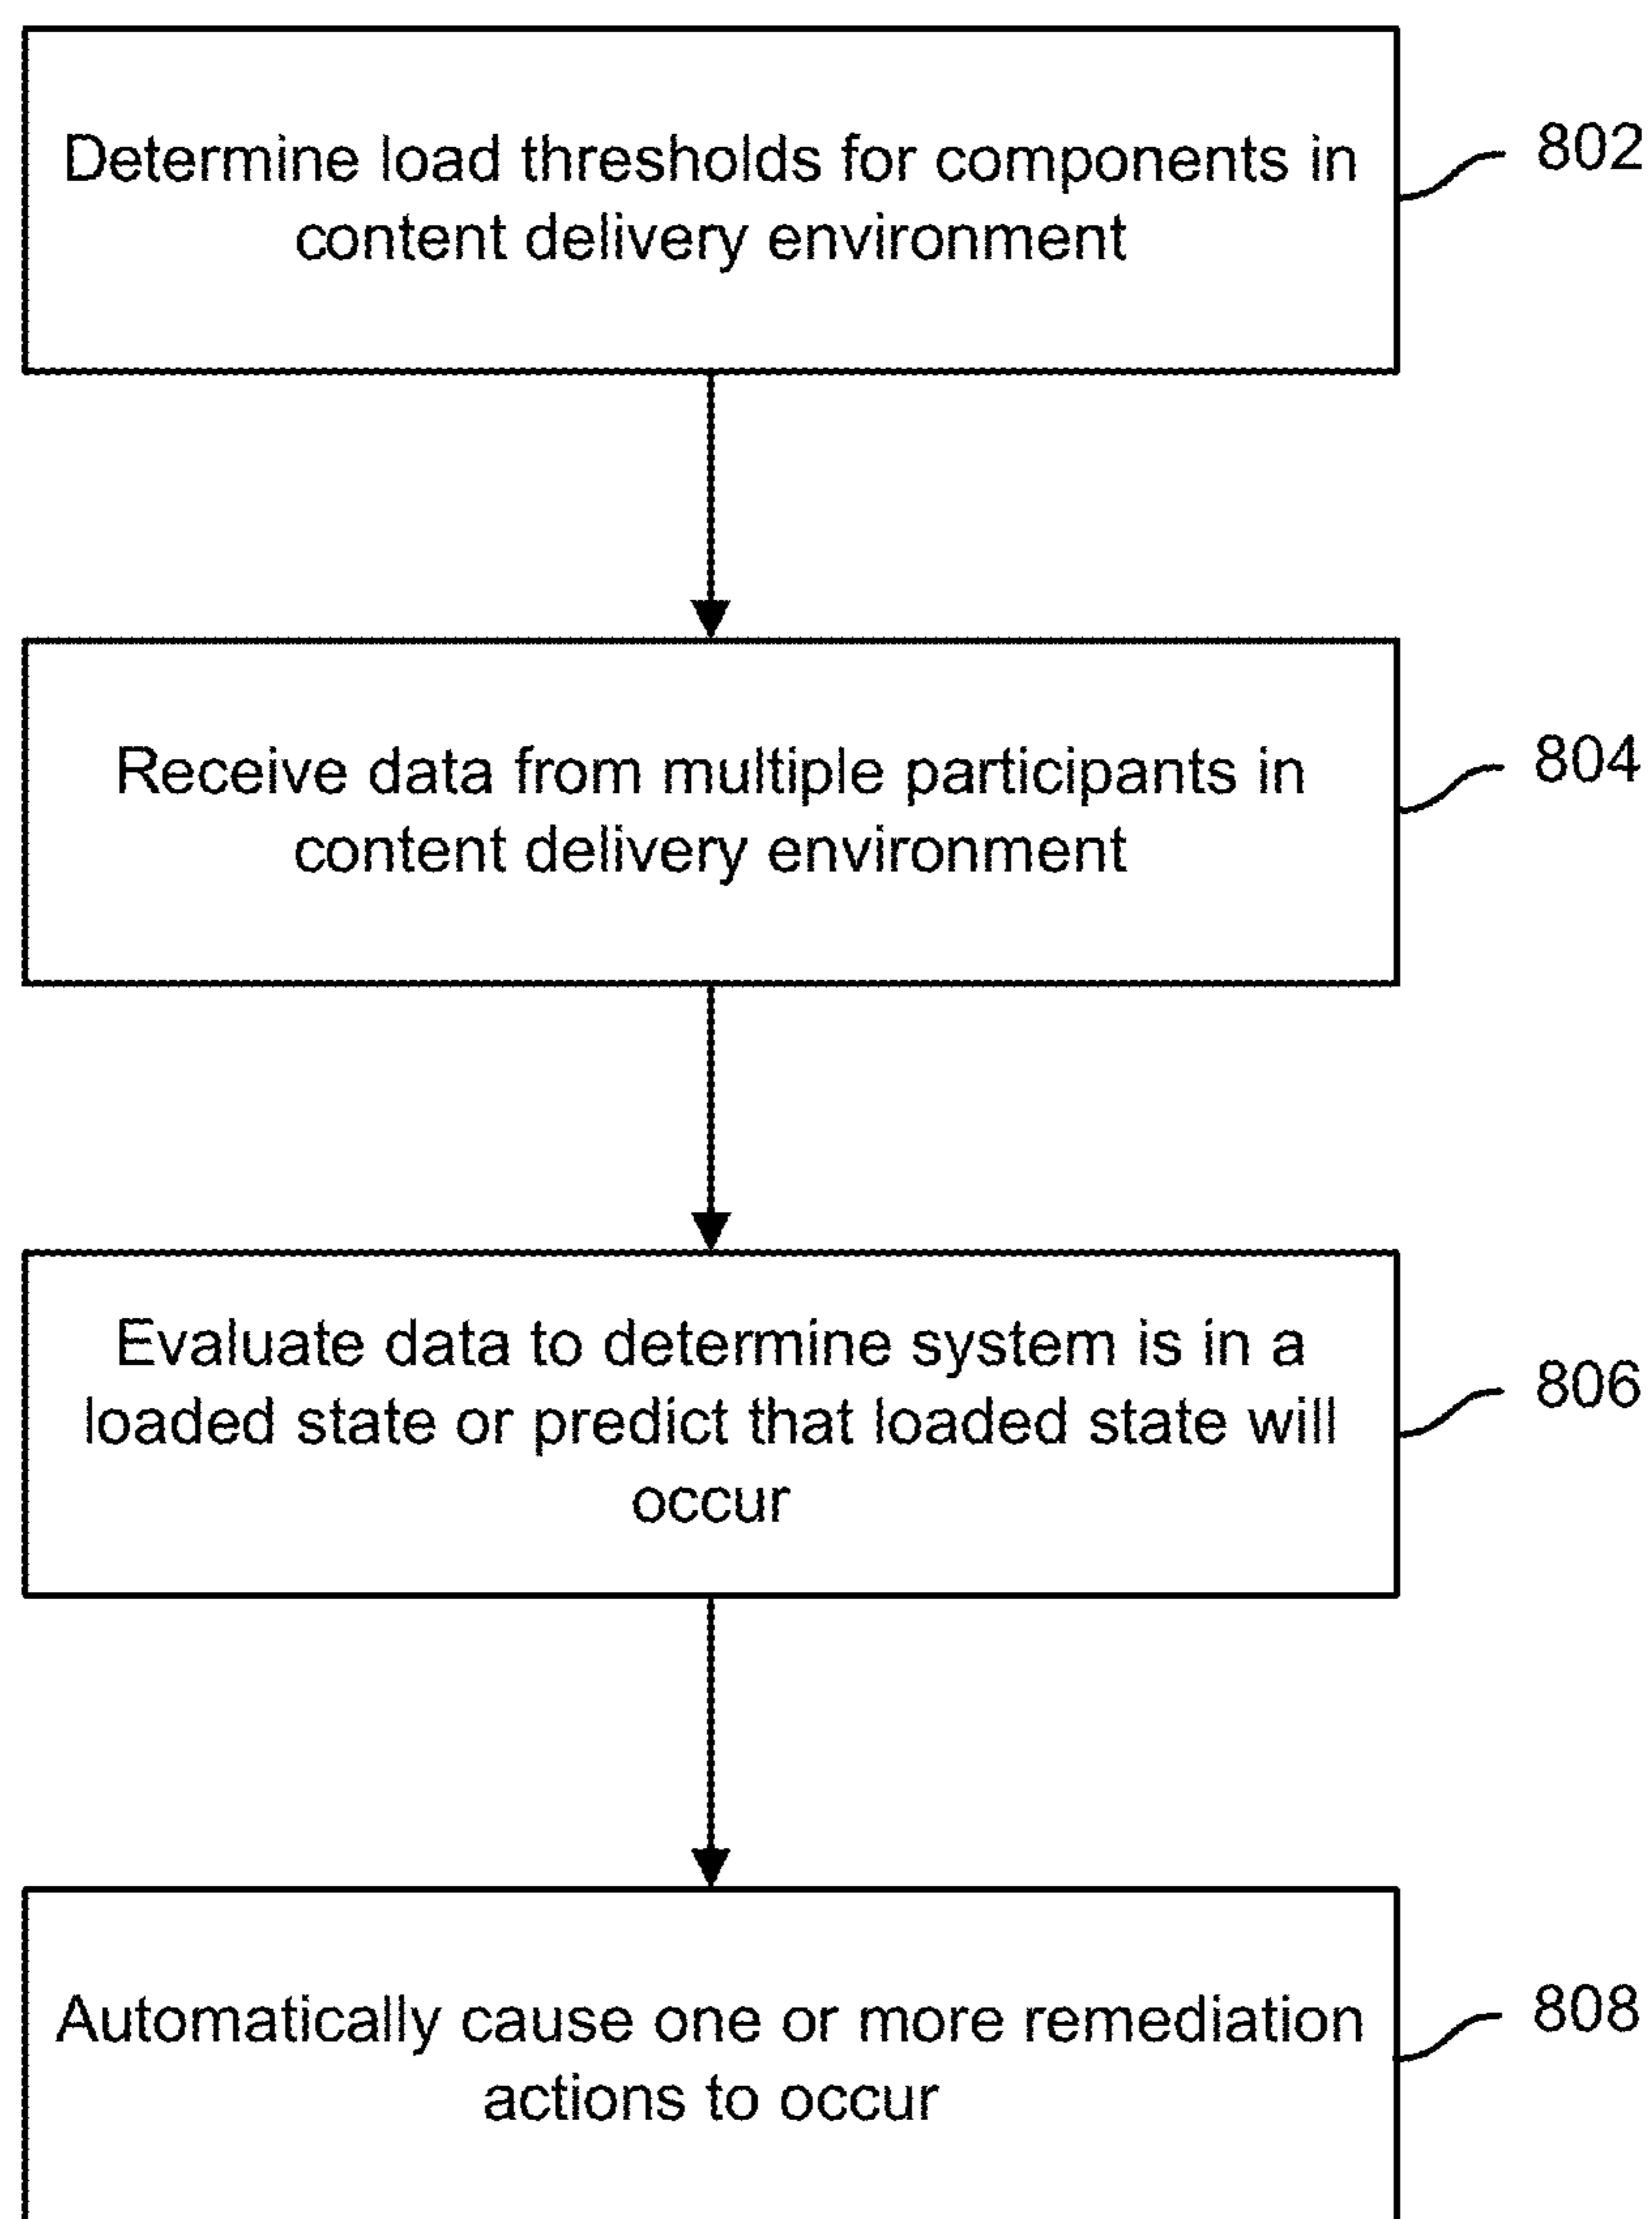 Determine load thresholds for components in
content delivery environment
802
Receive data from multiple participants in
content delivery environment
804
Evaluate data to determine system is in a
loaded state or predict that loaded state will
occur
806
Automatically cause one or more remediation
actions to occur
808